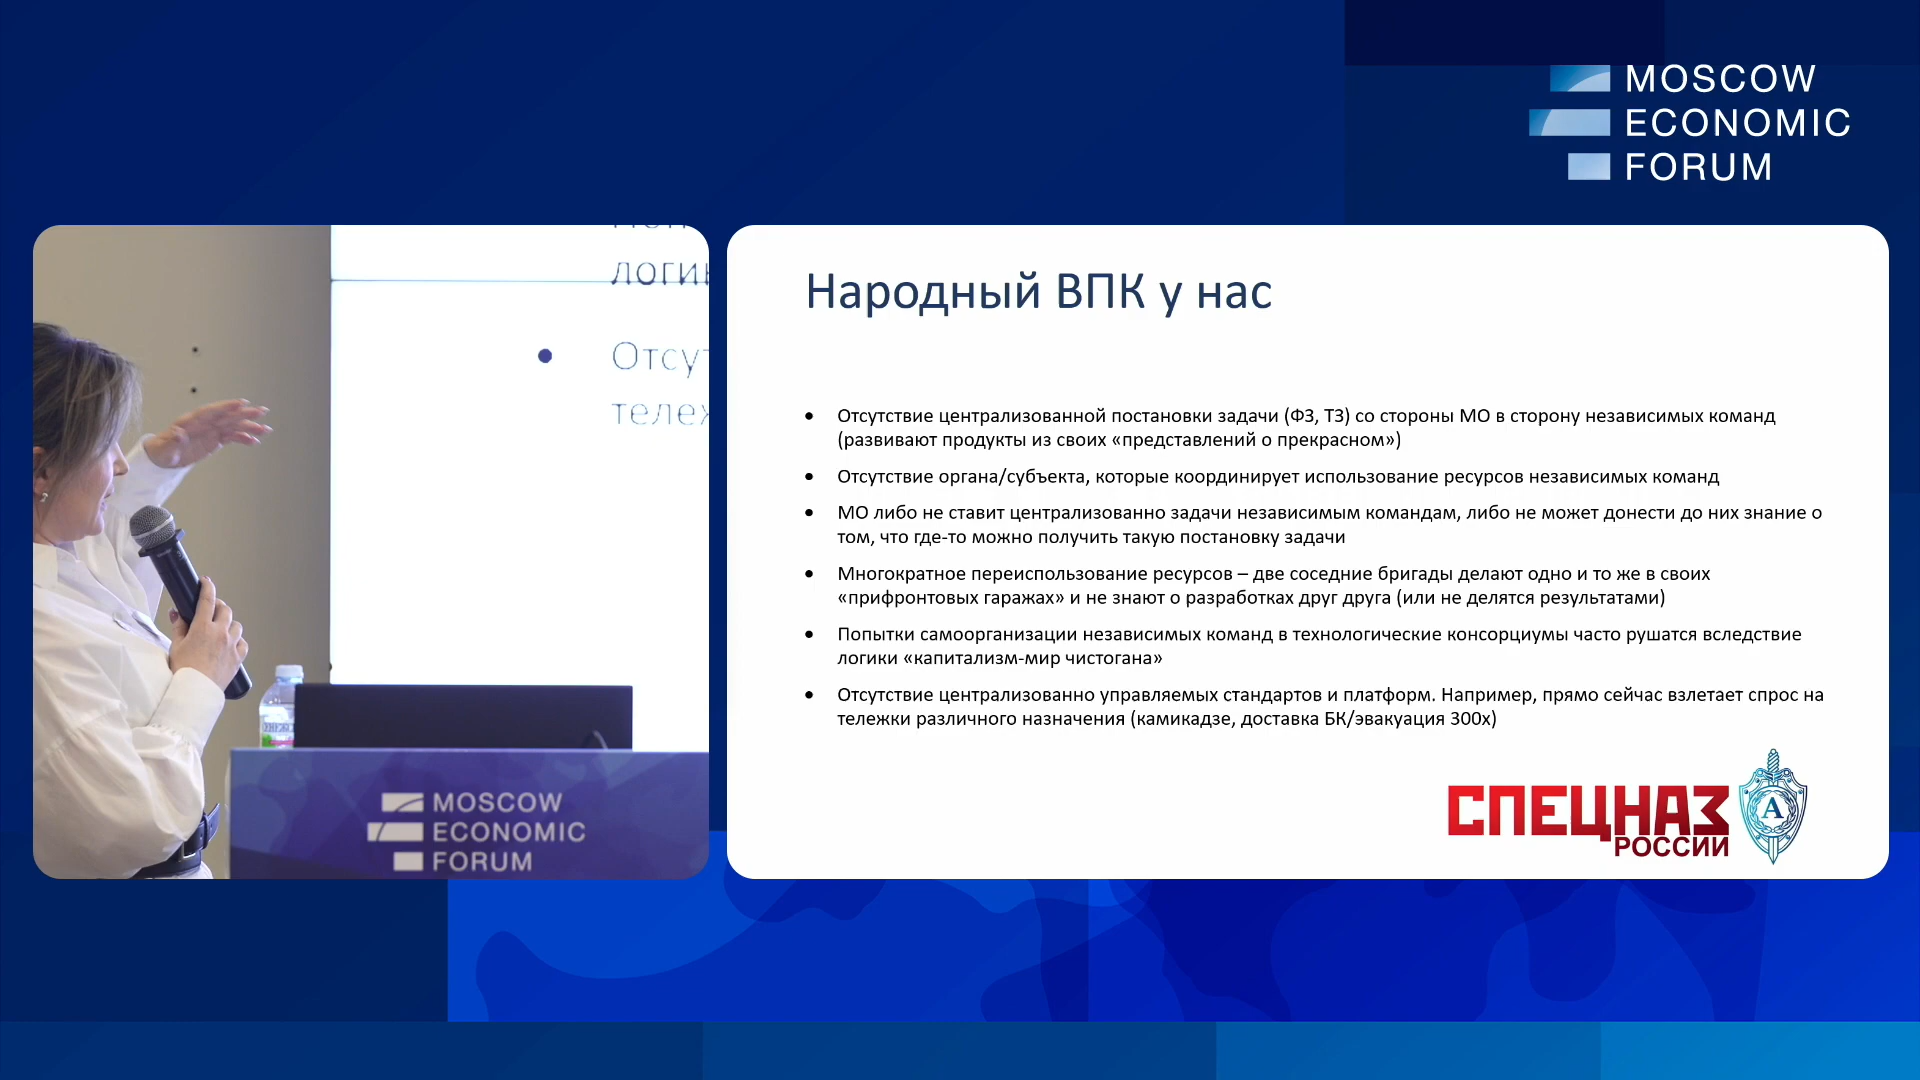 MOSCOW
ECONOMIC
FORUM
логи
Отсут
теле
MOSCOW
ECONOMIC
FORUM
Народный ВПК у нас
• Отсутствие централизованной постановки задачи (ФЗ, ТЗ) со стороны МО в сторону независимых команд
(развивают продукты из своих «представлений о прекрасном»)
• Отсутствие органа/субъекта, которые координирует использование ресурсов независимых команд
• МО либо не ставит централизованно задачи независимым командам, либо не может донести до них знание о
том, что где-то можно получить такую постановку задачи
• Многократное переиспользование ресурсов – две соседние бригады делают одно и то же в своих
«прифронтовых гаражах» и не знают о разработках друг друга (или не делятся результатами)
• Попытки самоорганизации независимых команд в технологические консорциумы часто рушатся вследствие
логики «капитализм-мир чистогана»
• Отсутствие централизованно управляемых стандартов и платформ. Например, прямо сейчас взлетает спрос на
тележки различного назначения (камикадзе, доставка БК/эвакуация 300х)
СПЕЦНАЗ
РОССИИ
А